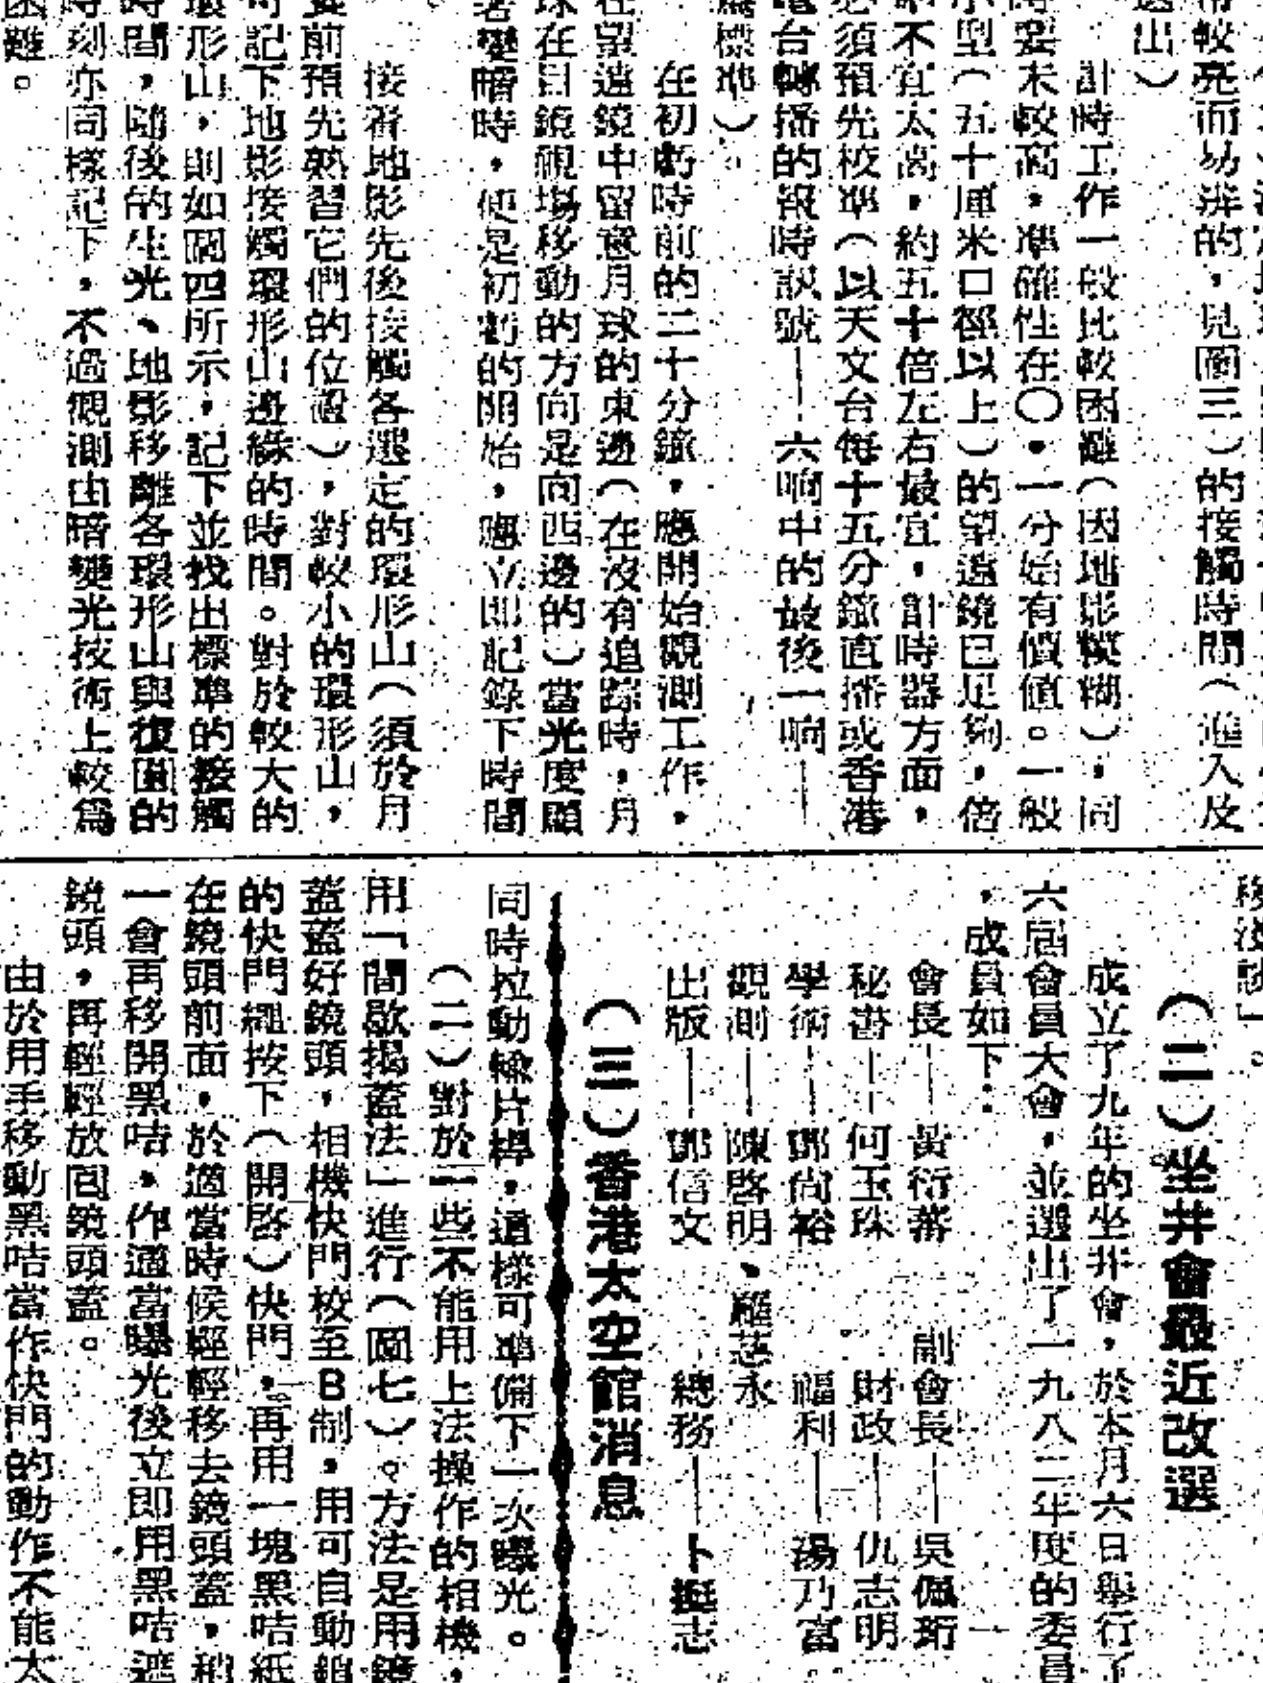 常較亮而易辨的，見圖三）的接觸時間（進入及
退出）
計時工作一般比較困難（因地影糢糊），同
時要未較高，準確性在〇·一分始有價值。一般
小型（五十厘米口徑以上）的望遠鏡已足夠，倍
率不宜太高，約五十倍左右最宜，計時器方面，
必須預先校準（以天文台每十五分鐘直播或香港
電台轉播的報時訊號——六响中的最後一响——
為標準）。
在初虧時前的二十分鐘，應開始觀測工作，
在望遠鏡中留意月球的東邊（在沒有追踪時，月
球在目鏡視場移動的方向是向西邊的）當光度顯
著變暗時，便是初虧的開始，應立即記錄下時間
接着地影先後接觸各選定的環形山（須於月
前預先熟習它們的位置），對較小的環形山，
可記下地影接觸環形山邊緣的時間。對於較大的
環形山，則如圖四所示，記下並找出標準的接觸
時間，隨後的生光、地影移離各環形山與復圓的
時刻亦同樣記下，不過觀測由暗變光技術上較為
困難。
（二）坐井會最近改選
成立了九年的坐井會，於本月六日舉行了
六屆會員大會，並選出了一九八二年度的委員
，成員如下：
會長——黃衍蕃　副會長——吳佩珩
秘書——何玉珠　財政——仇志明
學術——鄧尚裕　福利——湯乃富
觀測——陳啓明、羅丕永
出版——鄧信文　總務——卜挺志
（三）香港太空館消息
同時拉動輸片桿，這樣可準備下一次曝光。
（二）對於一些不能用上法操作的相機，
用「間歇揭蓋法」進行（圖七）。方法是用鏡
蓋蓋好鏡頭，相機快門校至B制，用可自動鎖
的快門繩按下（開啓）快門，再用一塊黑咭紙
在鏡頭前面，於適當時候輕輕移去鏡頭蓋，稍
一會再移開黑咭，作適當曝光後立即用黑咭遮
鏡頭，再輕輕放回鏡頭蓋。
由於用手移動黑咭當作快門的動作不能太